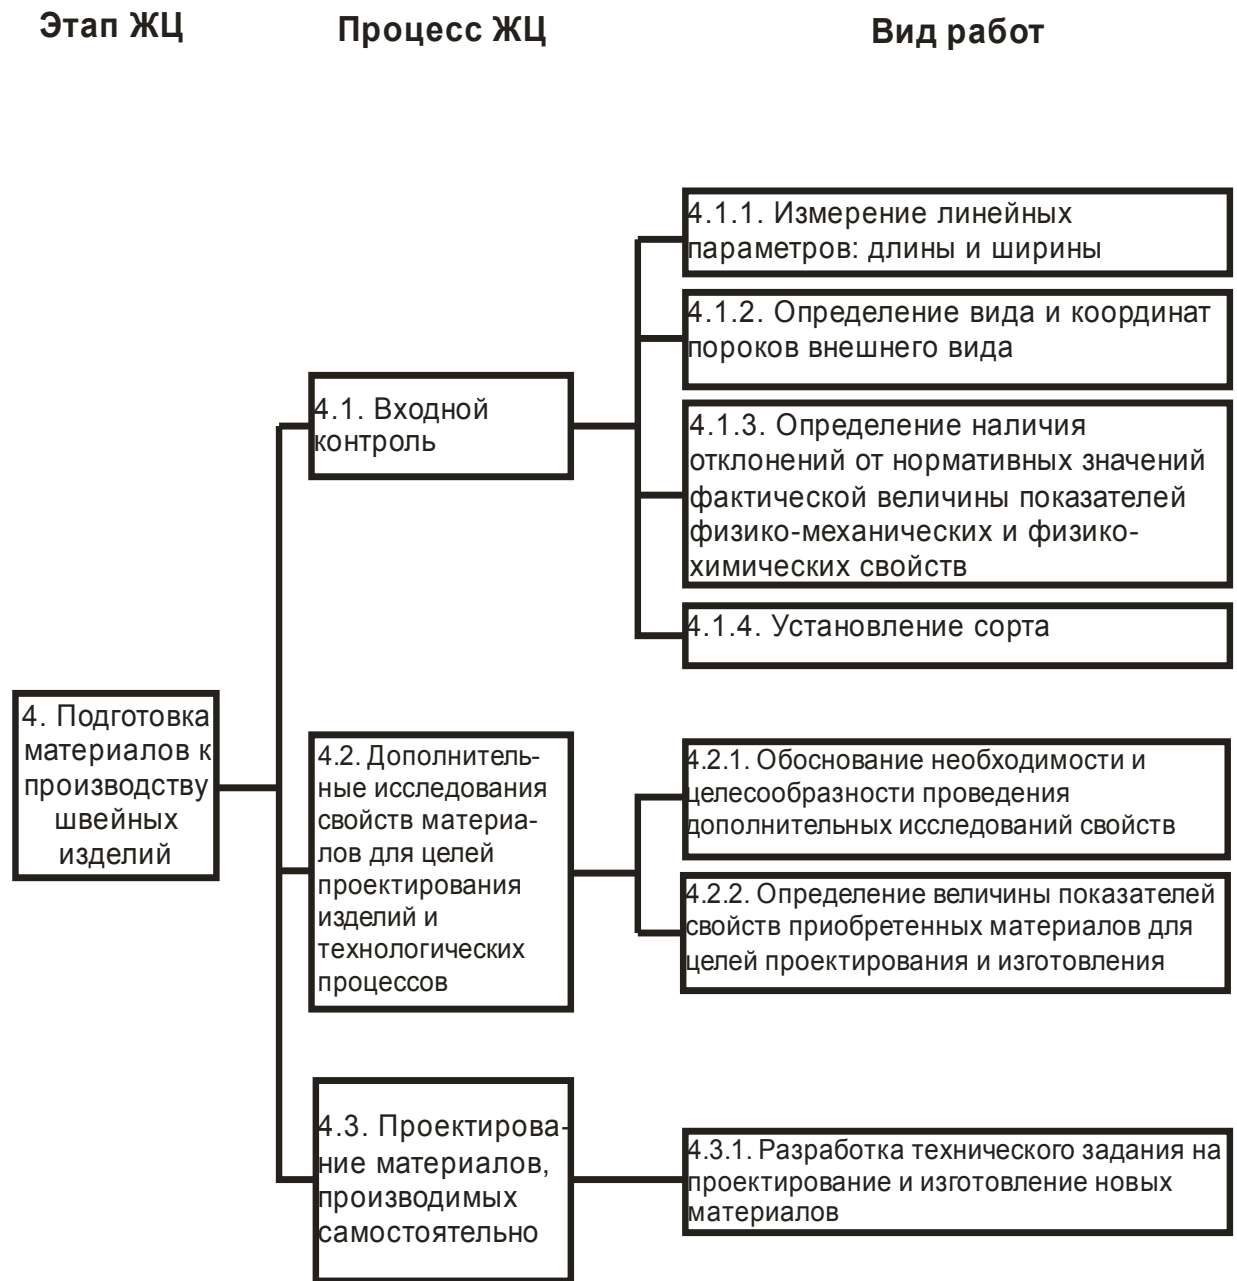 Этап ЖЦ
Процесс ЖЦ
Вид работ
4. Подготовка
материалов к
производству
швейных
изделий
4.1. Входной
контроль
4.1.1. Измерение линейных
параметров: длины и ширины
4.1.2. Определение вида и координат
пороков внешнего вида
4.1.3. Определение наличия
отклонений от нормативных значений
фактической величины показателей
физико-механических и физико-
химических свойств
4.1.4. Установление сорта
4.2. Дополнитель-
ные исследования
свойств материа-
лов для целей
проектирования
изделий и
технологических
процессов
4.2.1. Обоснование необходимости и
целесообразности проведения
дополнительных исследований свойств
4.2.2. Определение величины показателей
свойств приобретенных материалов для
целей проектирования и изготовления
4.3. Проектирова-
ние материалов,
производимых
самостоятельно
4.3.1. Разработка технического задания на
проектирование и изготовление новых
материалов